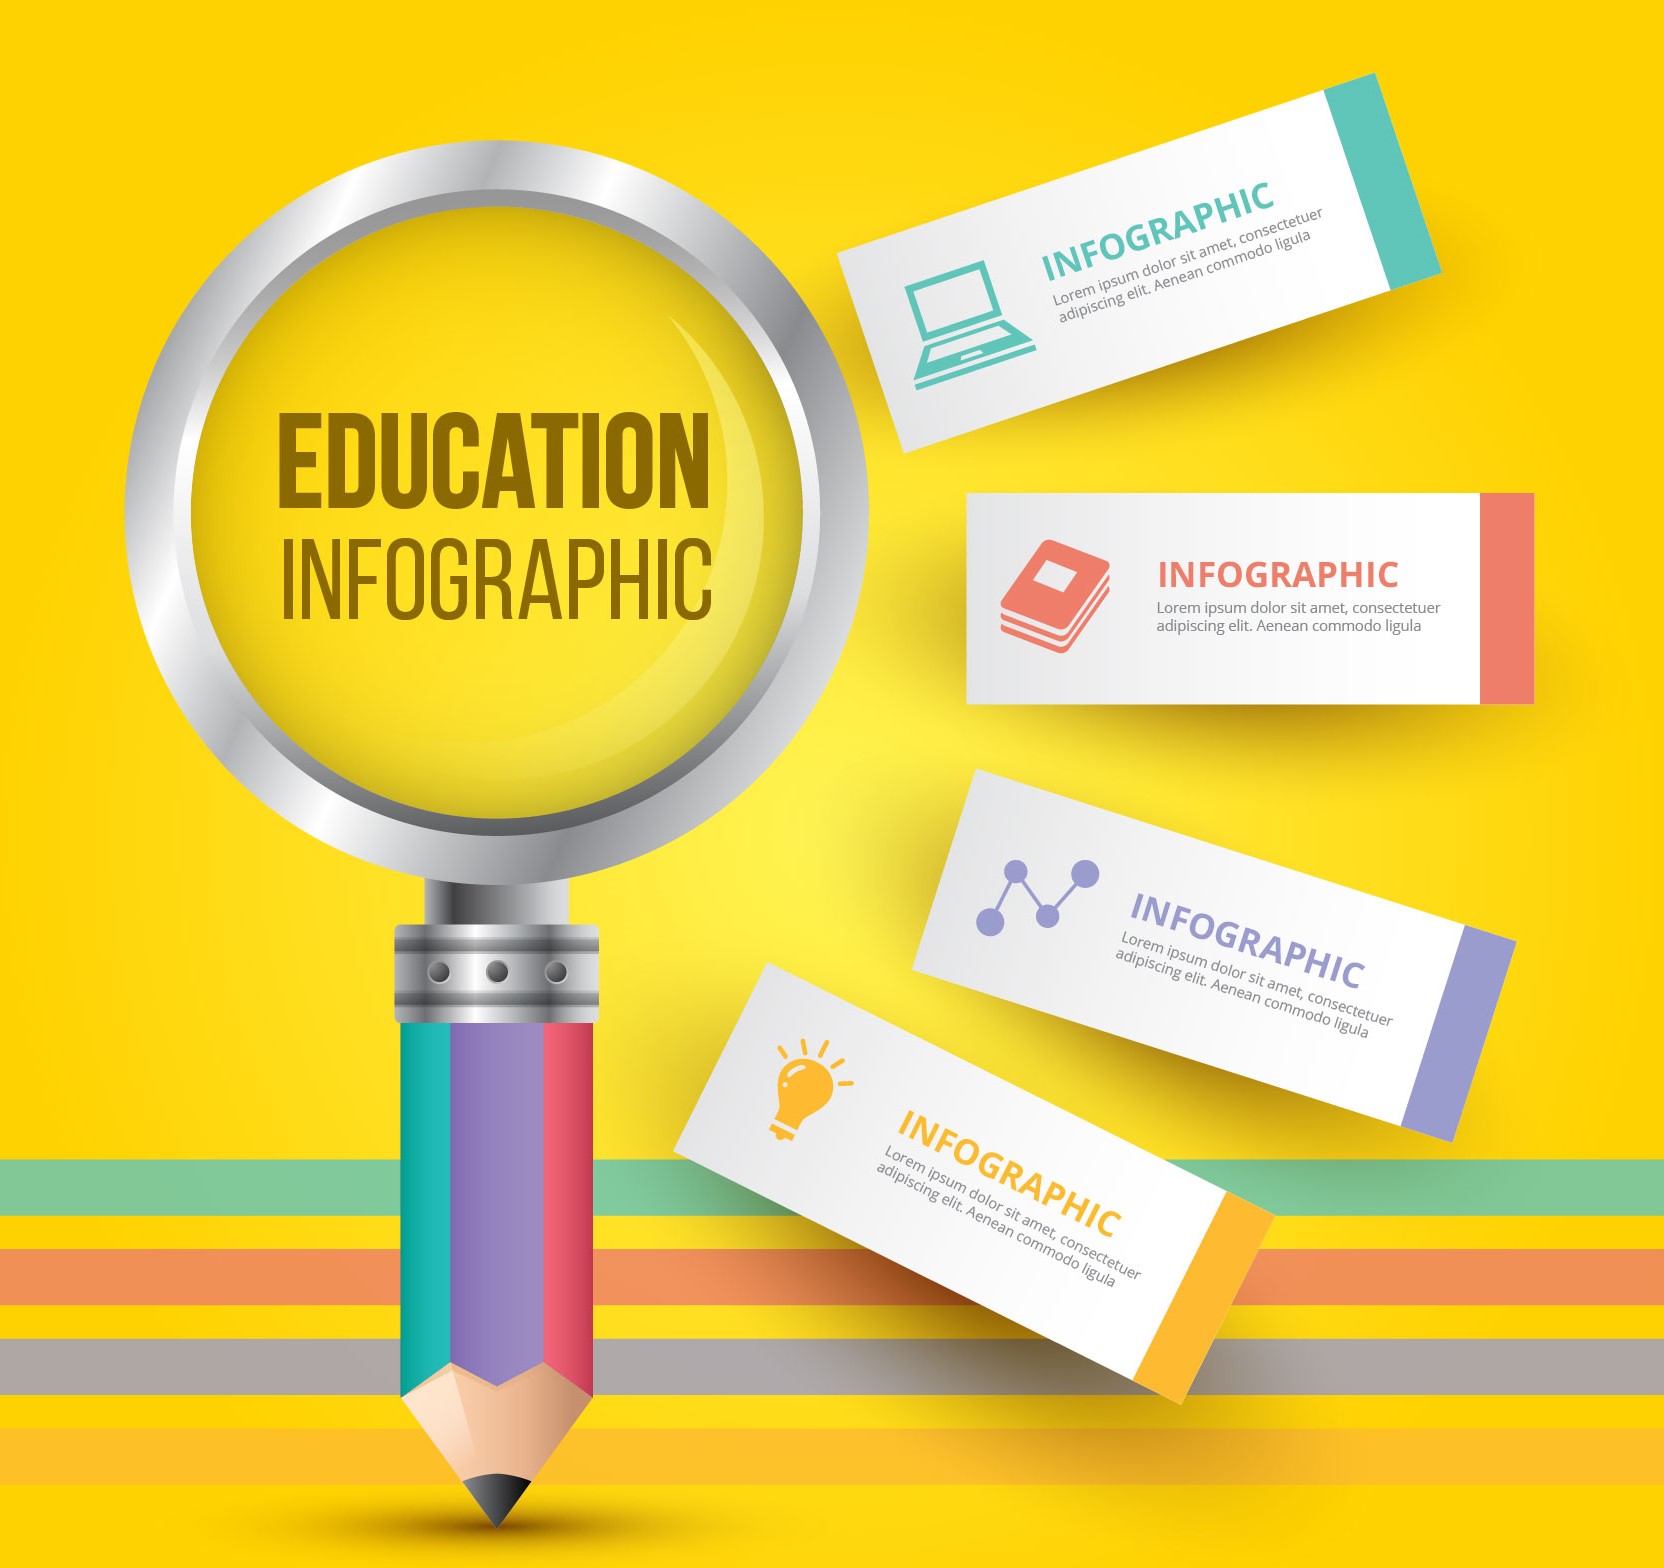 EDUCATION
INFOGRAPHIC
INFOGRAPHIC
Lorem ipsum dolor sit amet, consectetuer
adipiscing elit. Aenean commodo ligula
INFOGRAPHIC
Lorem ipsum dolor sit amet, consectetuer
adipiscing elit. Aenean commodo ligula
INFOGRAPHIC
Lorem ipsum dolor sit amet, consectetuer
adipiscing elit. Aenean commodo ligula
INFOGRAPHIC
Lorem ipsum dolor sit amet, consectetuer
adipiscing elit. Aenean commodo ligula